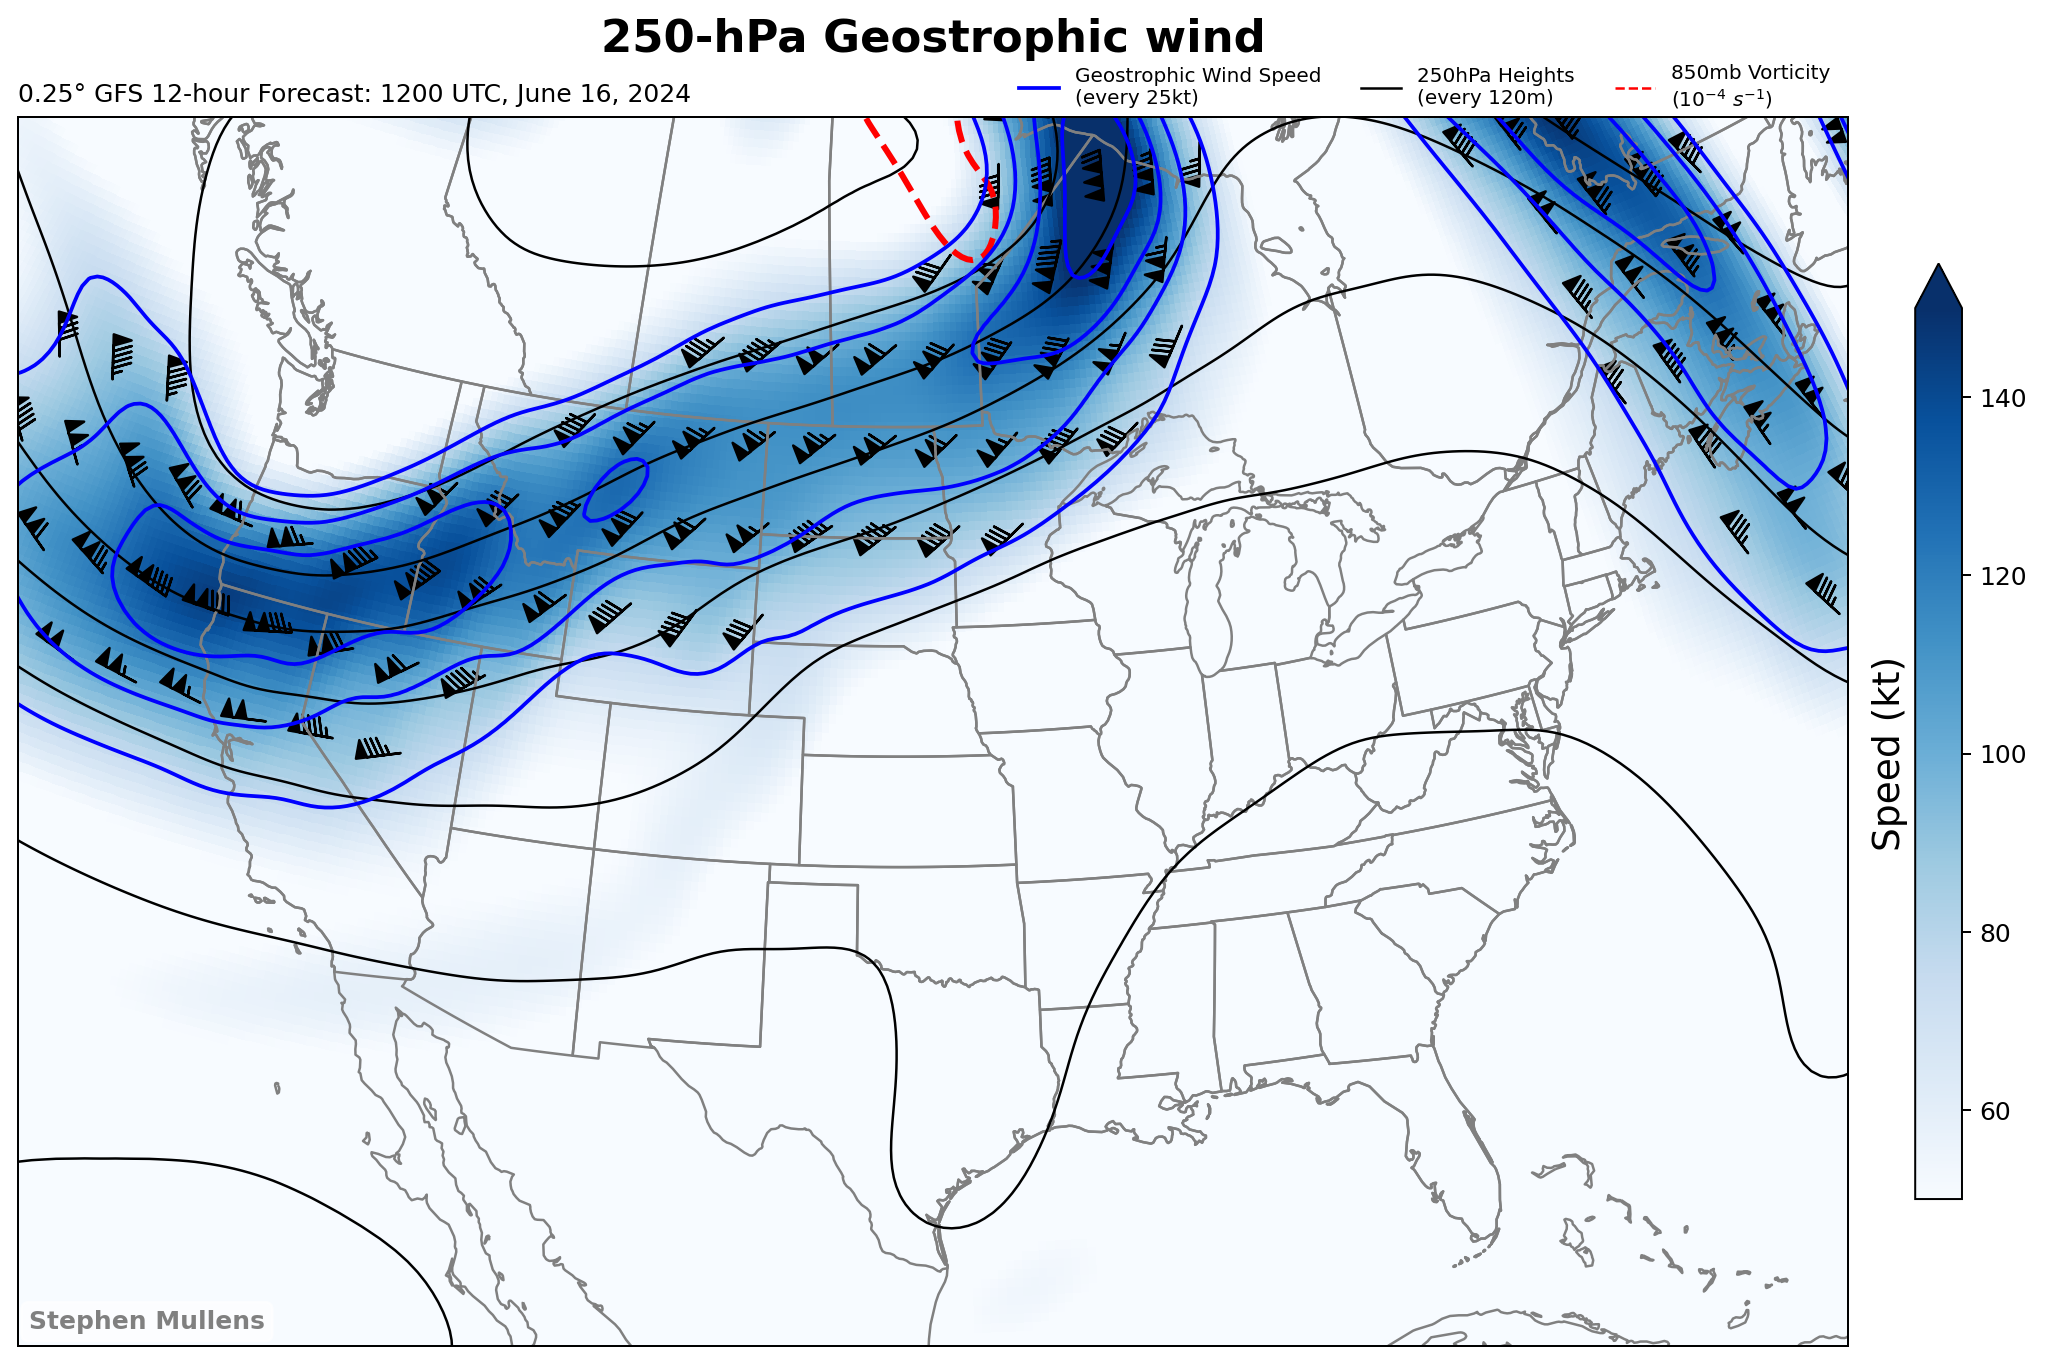 250-hPa Geostrophic wind
0.25° GFS 12-hour Forecast: 1200 UTC, June 16, 2024
Geostrophic Wind Speed
(every 25kt)
250hPa Heights
(every 120m)
850mb Vorticity
(10⁻⁴ s⁻¹)
140
120
100
80
60
Speed (kt)
Stephen Mullens